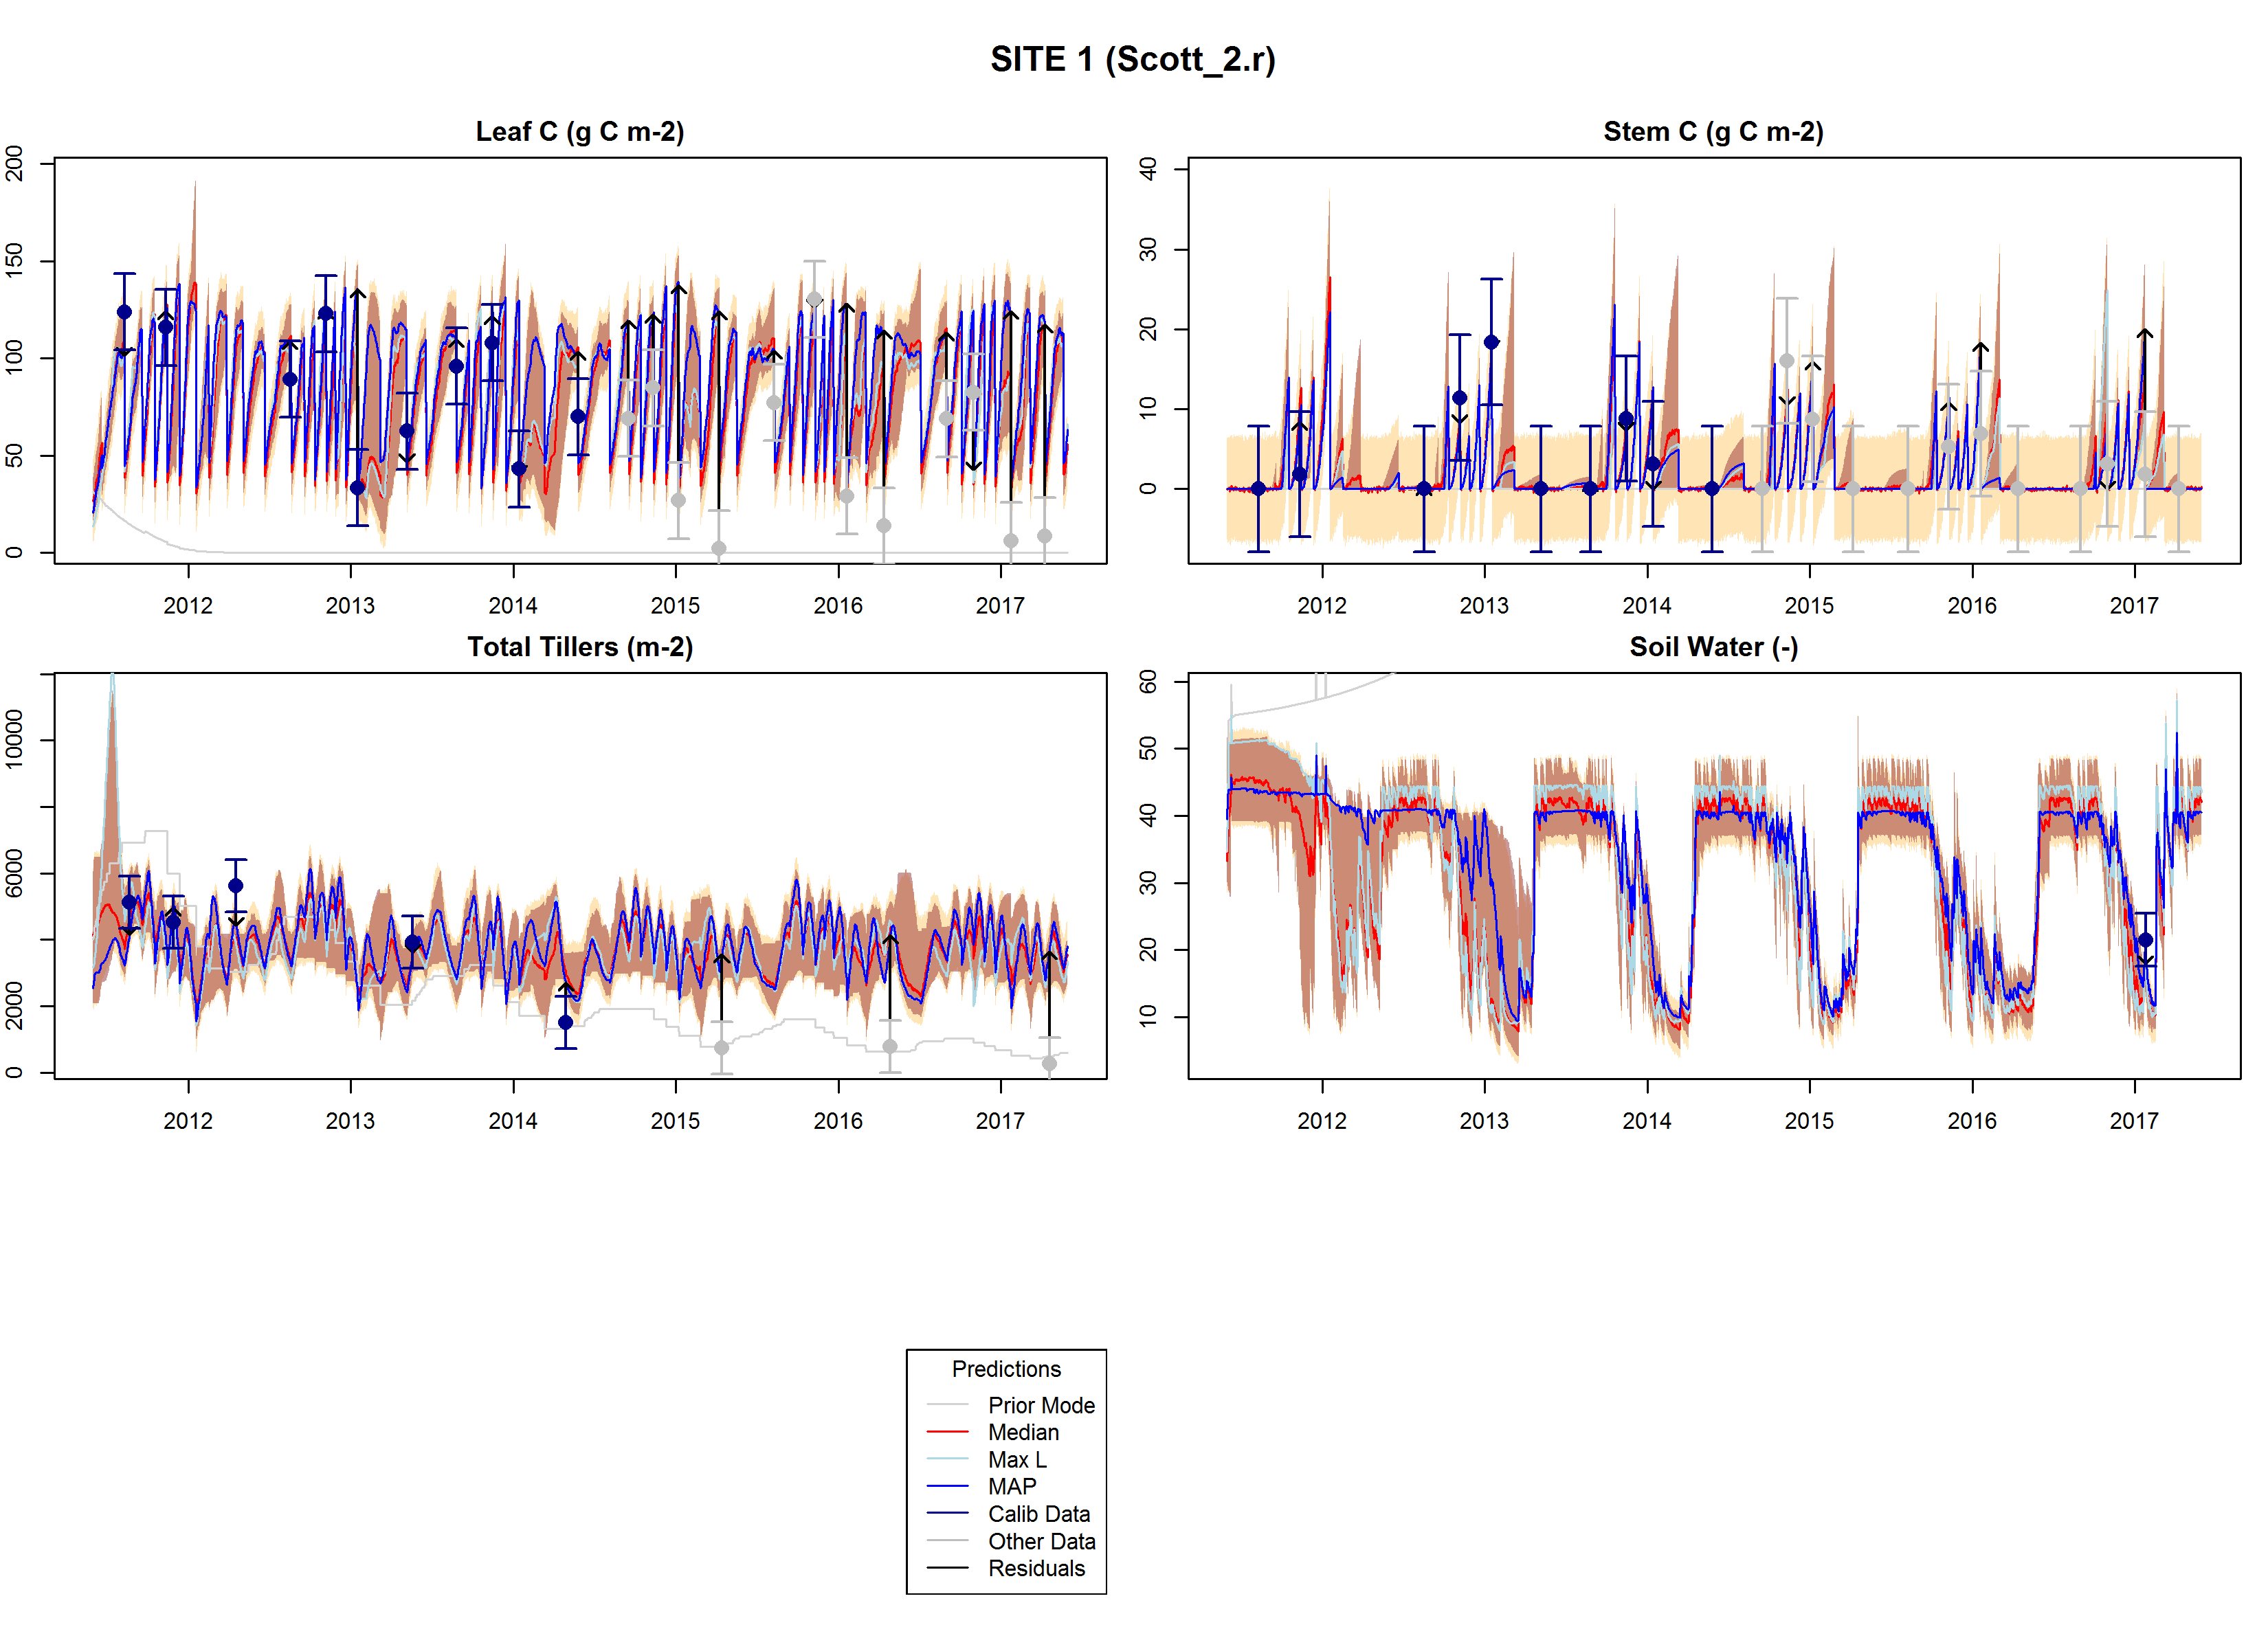 SITE 1 (Scott_2.r)
Leaf C (g C m-2)
200
150
100
50
0
2012 2013 2014 2015 2016 2017
Stem C (g C m-2)
40
30
20
10
0
2012 2013 2014 2015 2016 2017
Total Tillers (m-2)
10000
6000
2000
0
2012 2013 2014 2015 2016 2017
Soil Water (-)
60
50
40
30
20
10
2012 2013 2014 2015 2016 2017
Predictions
Prior Mode
Median
Max L
MAP
Calib Data
Other Data
Residuals